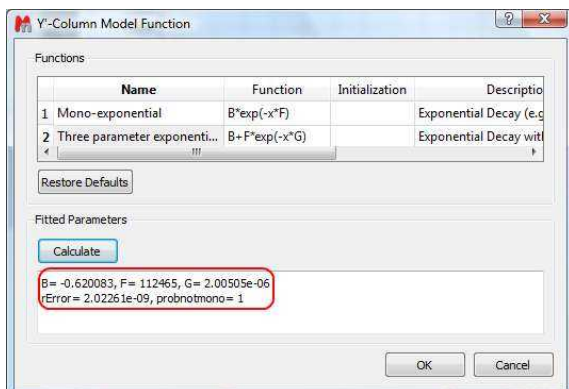 Y'-Column Model Function
Functions
Name Function Initialization Descriptio
1 Mono-exponential B*exp(-x*F) Exponential Decay (e.g
2 Three parameter exponenti... B+F*exp(-x*G) Exponential Decay witl
Restore Defaults
Fitted Parameters
Calculate
B= -0.620083, F= 112465, G= 2.00505e-06
rError= 2.02261e-09, probnotmono= 1
OK Cancel